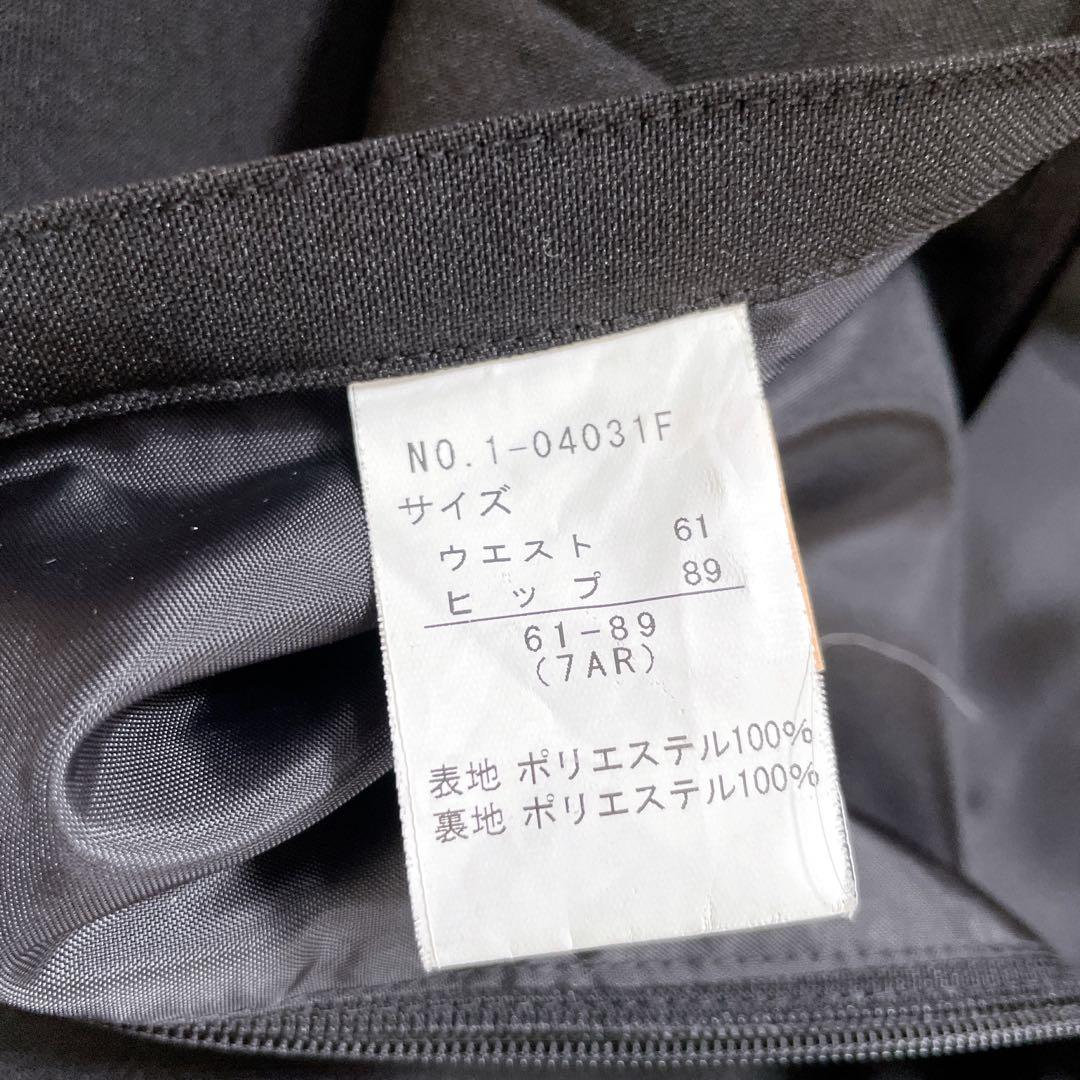 NO.1-04031F
サイズ
ウエスト 61
ヒップ 89
61-89
(7AR)
表地 ポリエステル100%
裏地 ポリエステル100%